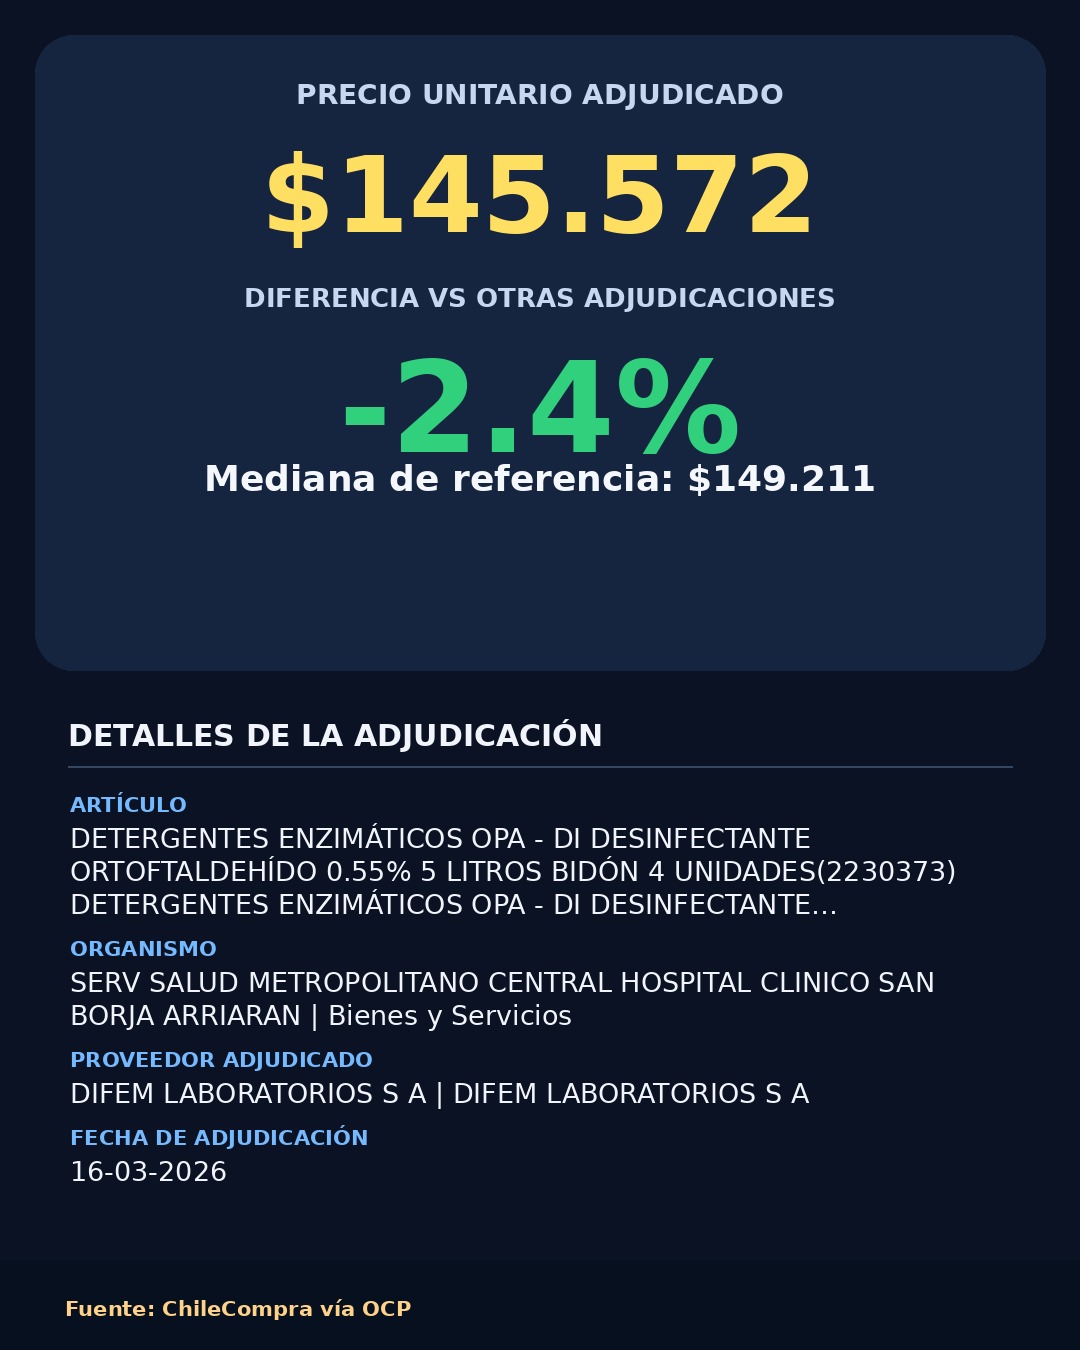 PRECIO UNITARIO ADJUDICADO
$145.572
DIFERENCIA VS OTRAS ADJUDICACIONES
-2.4%
Mediana de referencia: $149.211
DETALLES DE LA ADJUDICACIÓN
ARTÍCULO
DETERGENTES ENZIMÁTICOS OPA - DI DESINFECTANTE
ORTOFTALDEHÍDO 0.55% 5 LITROS BIDÓN 4 UNIDADES(2230373)
DETERGENTES ENZIMÁTICOS OPA - DI DESINFECTANTE...
ORGANISMO
SERV SALUD METROPOLITANO CENTRAL HOSPITAL CLINICO SAN
BORJA ARRIARAN | Bienes y Servicios
PROVEEDOR ADJUDICADO
DIFEM LABORATORIOS S A | DIFEM LABORATORIOS S A
FECHA DE ADJUDICACIÓN
16-03-2026
Fuente: ChileCompra vía OCP